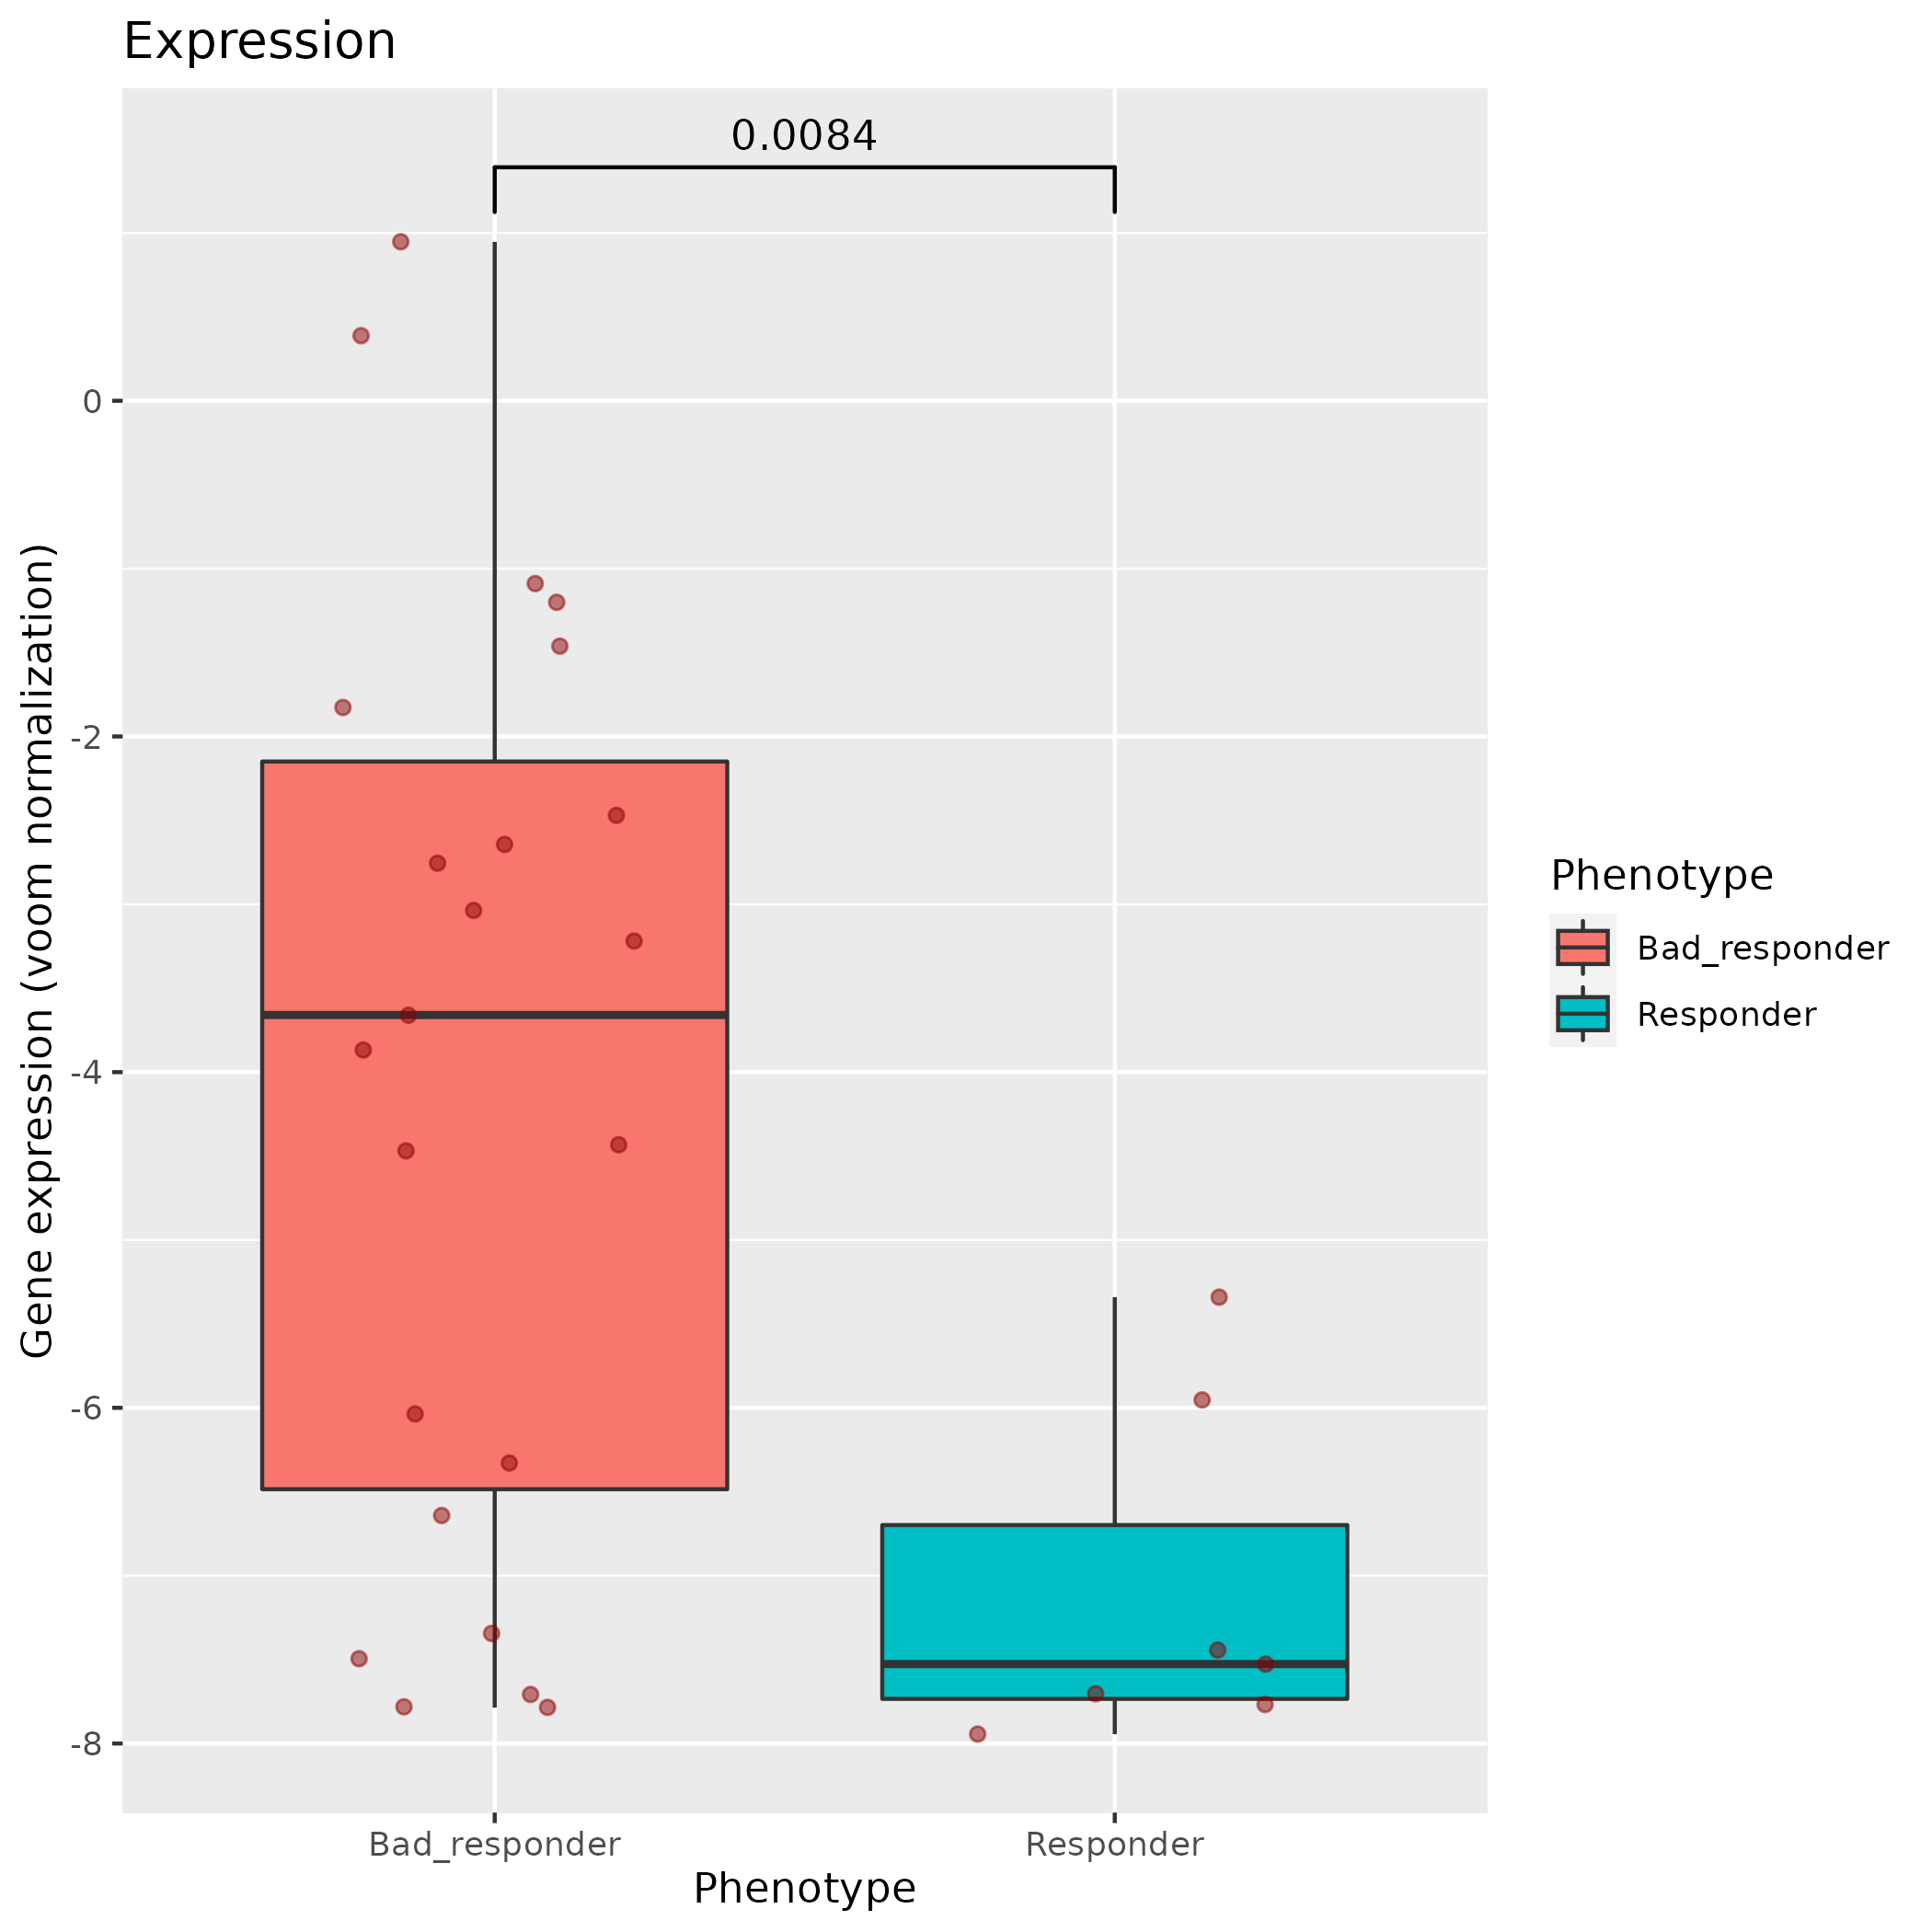 Expression
0.0084
0
-2
-4
-6
-8
Gene expression (voom normalization)
Bad_responder
Responder
Phenotype
Phenotype
Bad_responder
Responder